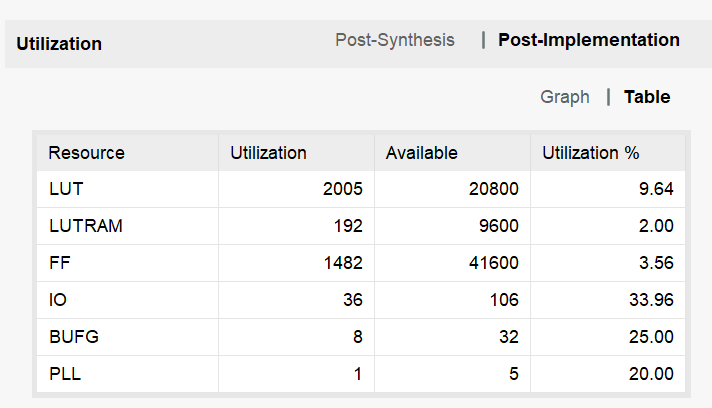 Utilization Post-Synthesis | Post-Implementation
Graph | Table
Resource Utilization Available Utilization %
LUT 2005 20800 9.64
LUTRAM 192 9600 2.00
FF 1482 41600 3.56
IO 36 106 33.96
BUFG 8 32 25.00
PLL 1 5 20.00